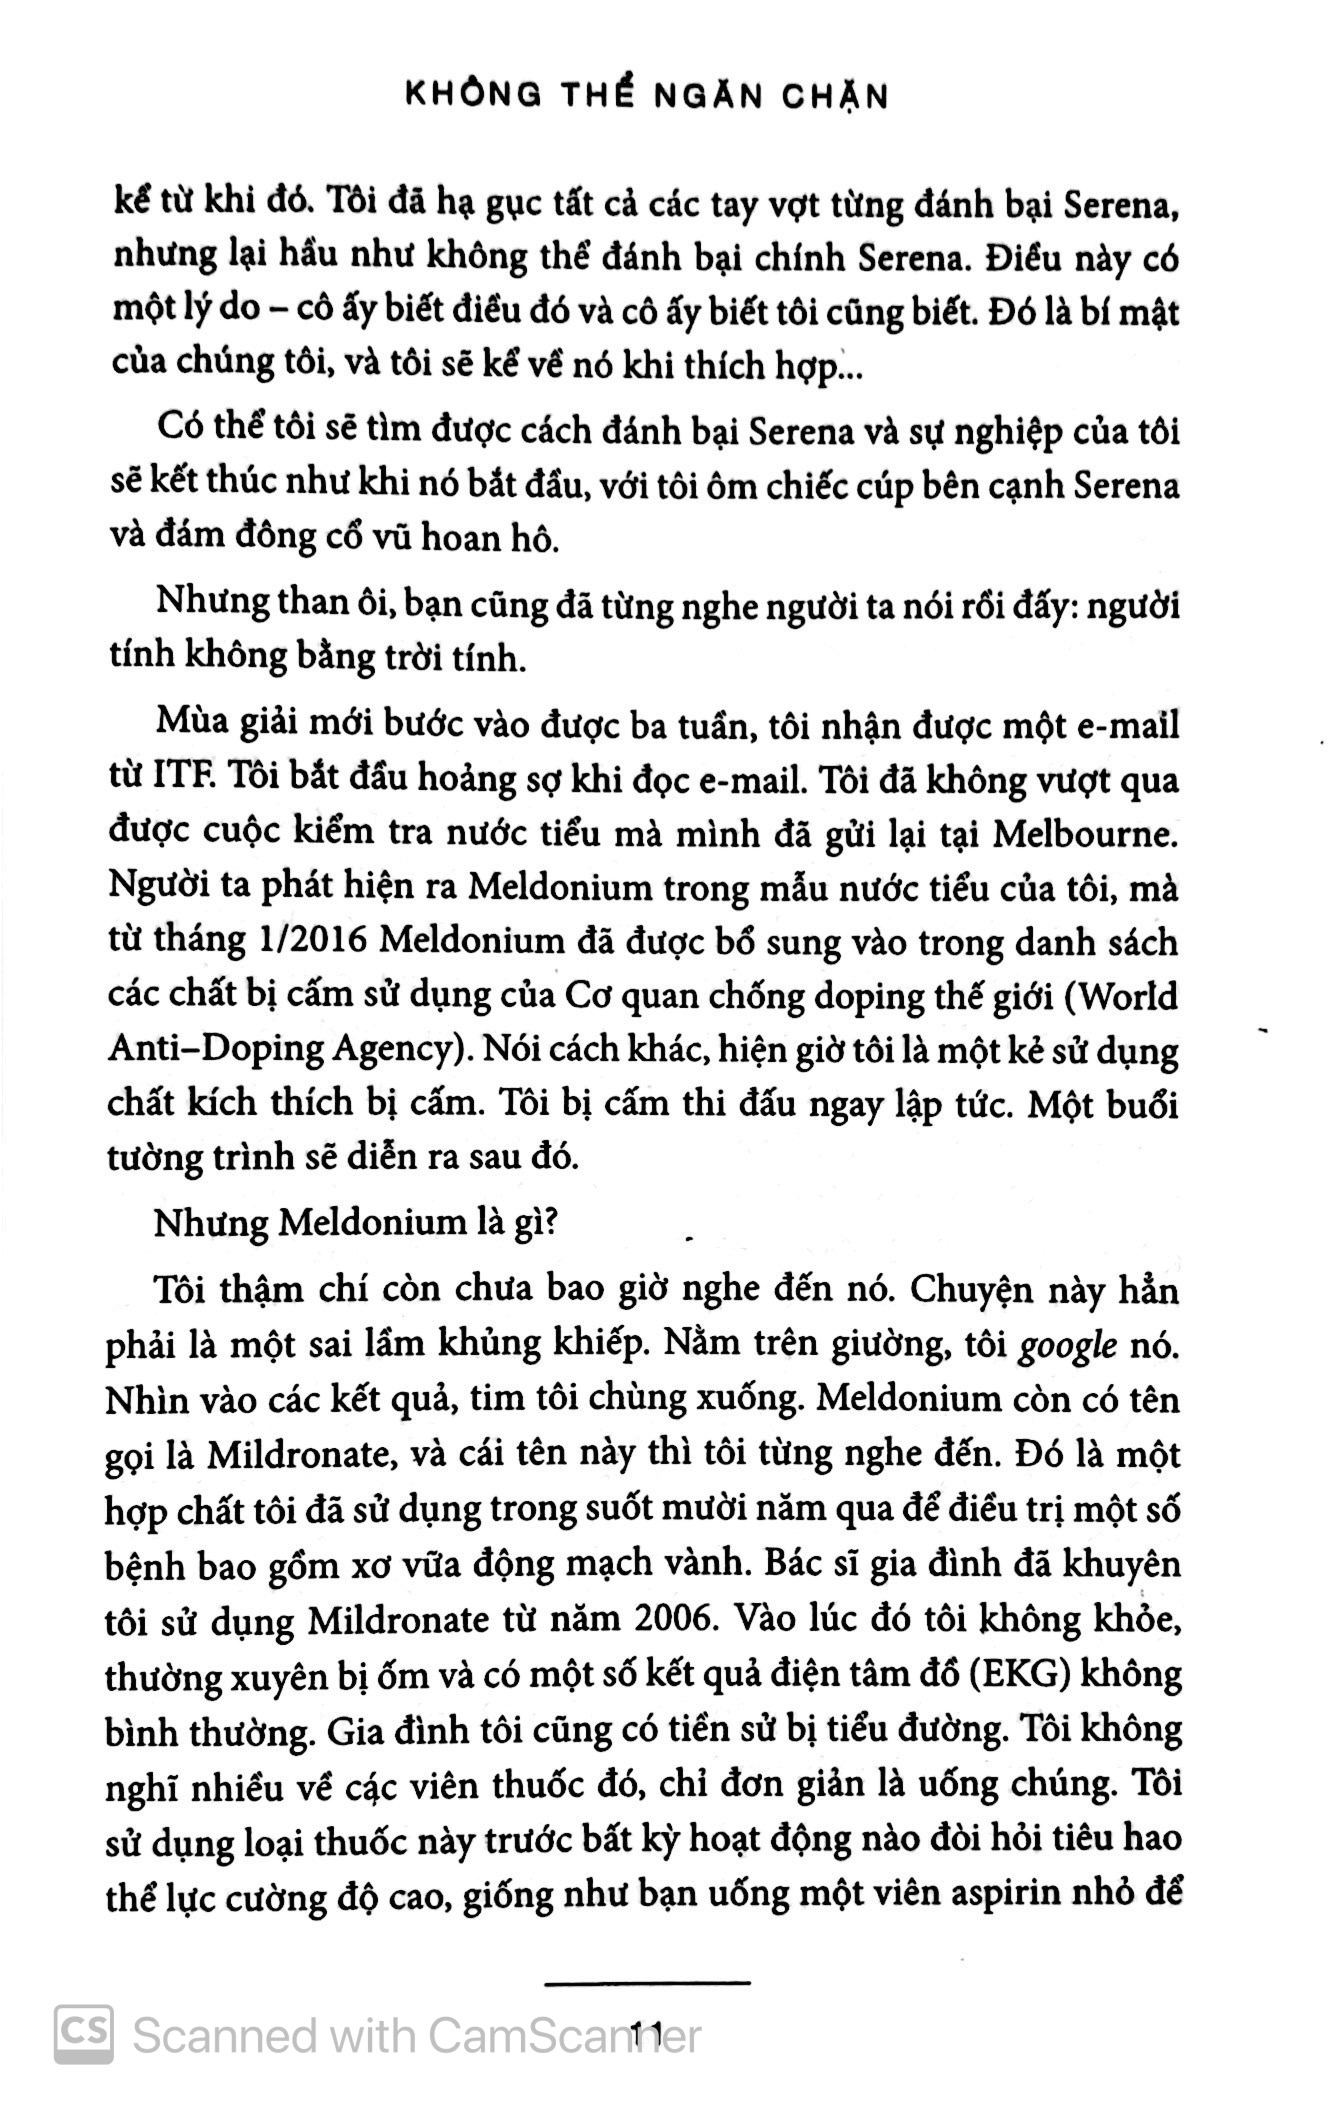 KHÔNG THỂ NGĂN CHẶN
kể từ khi đó. Tôi đã hạ gục tất cả các tay vợt từng đánh bại Serena,
nhưng lại hầu như không thể đánh bại chính Serena. Điều này có
một lý do – cô ấy biết điều đó và cô ấy biết tôi cũng biết. Đó là bí mật
của chúng tôi, và tôi sẽ kể về nó khi thích hợp...
Có thể tôi sẽ tìm được cách đánh bại Serena và sự nghiệp của tôi
sẽ kết thúc như khi nó bắt đầu, với tôi ôm chiếc cúp bên cạnh Serena
và đám đông cổ vũ hoan hô.
Nhưng than ôi, bạn cũng đã từng nghe người ta nói rồi đấy: người
tính không bằng trời tính.
Mùa giải mới bước vào được ba tuần, tôi nhận được một e-mail
từ ITF. Tôi bắt đầu hoảng sợ khi đọc e-mail. Tôi đã không vượt qua
được cuộc kiểm tra nước tiểu mà mình đã gửi lại tại Melbourne.
Người ta phát hiện ra Meldonium trong mẫu nước tiểu của tôi, mà
từ tháng 1/2016 Meldonium đã được bổ sung vào trong danh sách
các chất bị cấm sử dụng của Cơ quan chống doping thế giới (World
Anti–Doping Agency). Nói cách khác, hiện giờ tôi là một kẻ sử dụng
chất kích thích bị cấm. Tôi bị cấm thi đấu ngay lập tức. Một buổi
tường trình sẽ diễn ra sau đó.
Nhưng Meldonium là gì?
Tôi thậm chí còn chưa bao giờ nghe đến nó. Chuyện này hẳn
phải là một sai lầm khủng khiếp. Nằm trên giường, tôi google nó.
Nhìn vào các kết quả, tim tôi chùng xuống. Meldonium còn có tên
gọi là Mildronate, và cái tên này thì tôi từng nghe đến. Đó là một
hợp chất tôi đã sử dụng trong suốt mười năm qua để điều trị một số
bệnh bao gồm xơ vữa động mạch vành. Bác sĩ gia đình đã khuyên
tôi sử dụng Mildronate từ năm 2006. Vào lúc đó tôi không khỏe,
thường xuyên bị ốm và có một số kết quả điện tâm đồ (EKG) không
bình thường. Gia đình tôi cũng có tiền sử bị tiểu đường. Tôi không
nghĩ nhiều về các viên thuốc đó, chỉ đơn giản là uống chúng. Tôi
sử dụng loại thuốc này trước bất kỳ hoạt động nào đòi hỏi tiêu hao
thể lực cường độ cao, giống như bạn uống một viên aspirin nhỏ để
11
CS Scanned with CamScanner